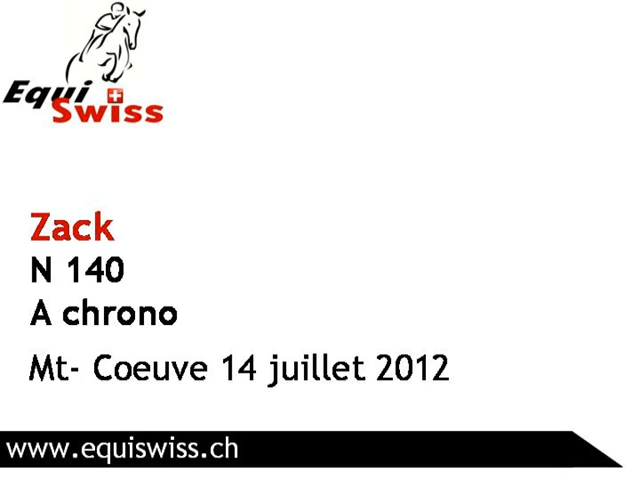 Equi
Swiss
Zack
N 140
A chrono
Mt- Coeuve 14 juillet 2012
www.equiswiss.ch